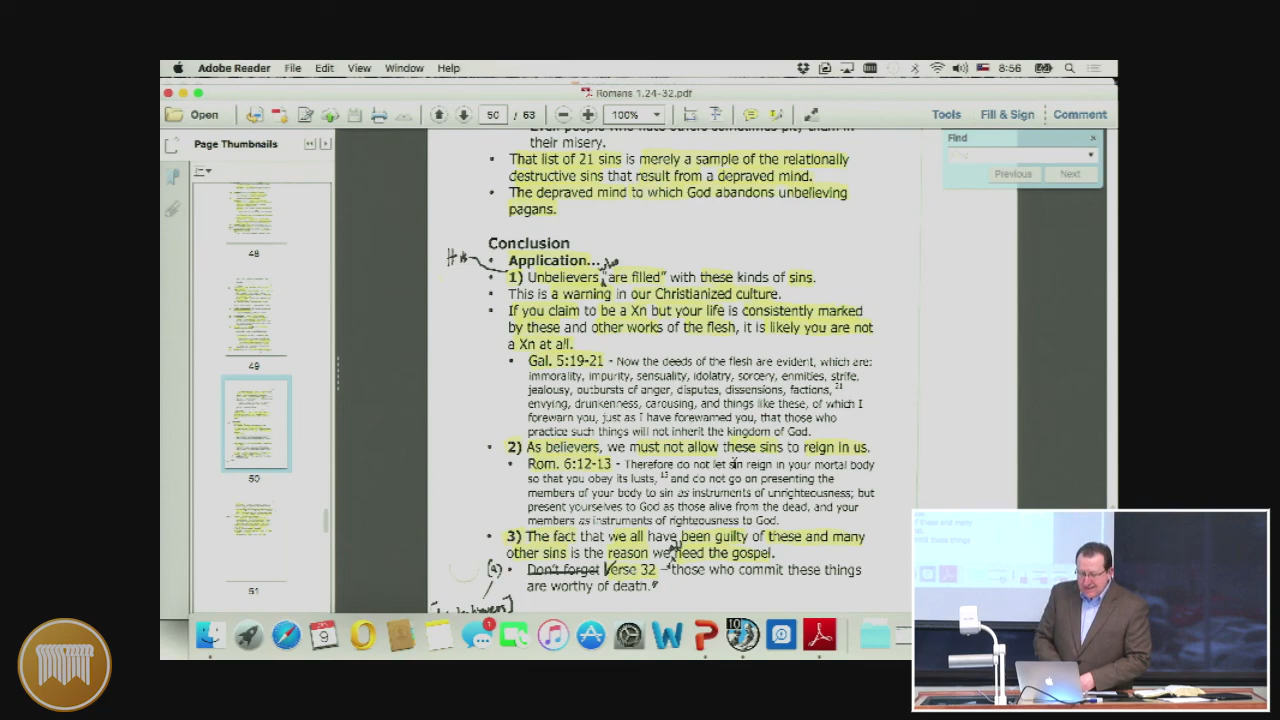 Adobe Reader File Edit View Window Help 8:56
Romans 1.24-32.pdf
Open 50 / 63 100% Tools Fill & Sign Comment
Page Thumbnails
Find
Previous Next
48
49
50
51
Even people who hate others sometimes pity them in
their misery.
• That list of 21 sins is merely a sample of the relationally
destructive sins that result from a depraved mind.
• The depraved mind to which God abandons unbelieving
pagans.
Conclusion
• Application...
• 1) Unbelievers "are filled" with these kinds of sins.
• This is a warning in our Christianized culture.
• If you claim to be a Xn but your life is consistently marked
by these and other works of the flesh, it is likely you are not
a Xn at all.
• Gal. 5:19-21 - Now the deeds of the flesh are evident, which are:
immorality, impurity, sensuality, idolatry, sorcery, enmities, strife,
jealousy, outbursts of anger, disputes, dissensions, factions, 21
envying, drunkenness, carousing, and things like these, of which I
forewarn you, just as I have forewarned you, that those who
practice such things will not inherit the kingdom of God.
• 2) As believers, we must not allow these sins to reign in us.
• Rom. 6:12-13 - Therefore do not let sin reign in your mortal body
so that you obey its lusts, 13 and do not go on presenting the
members of your body to sin as instruments of unrighteousness; but
present yourselves to God as those alive from the dead, and your
members as instruments of righteousness to God.
• 3) The fact that we all have been guilty of these and many
other sins is the reason we need the gospel.
• Don't forget Verse 32 – those who commit these things
are worthy of death.